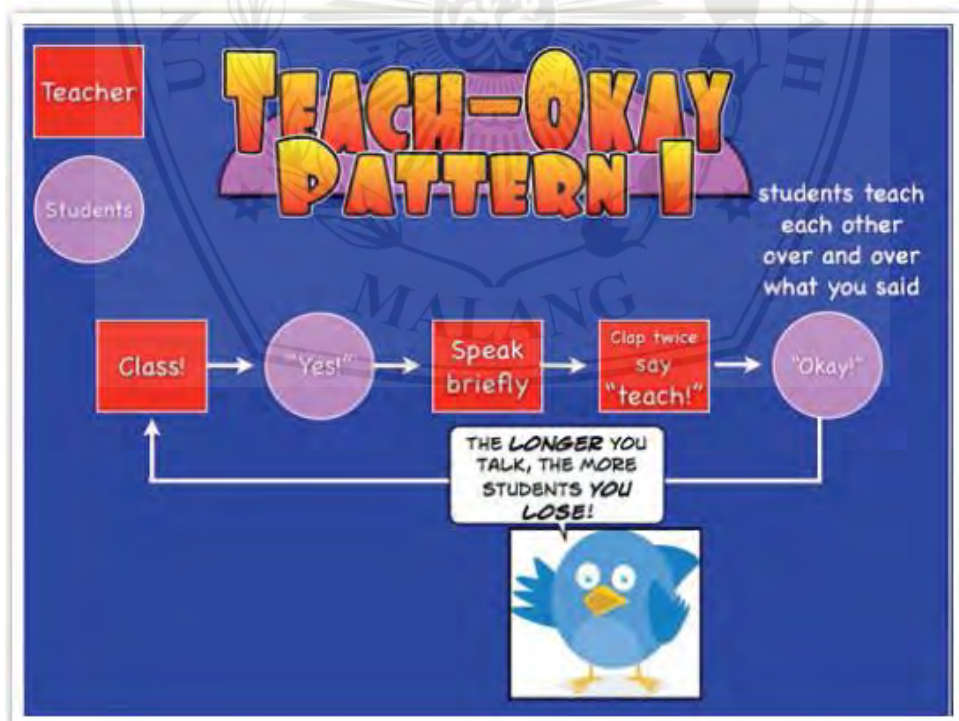 Teacher
TEACH-OKAY
PATTERN I
Students
students teach
each other
over and over
what you said
Class!
"Yes!"
Speak
briefly
Clap twice
say
"teach!"
"Okay!"
THE LONGER YOU
TALK, THE MORE
STUDENTS YOU
LOSE!
MALANG